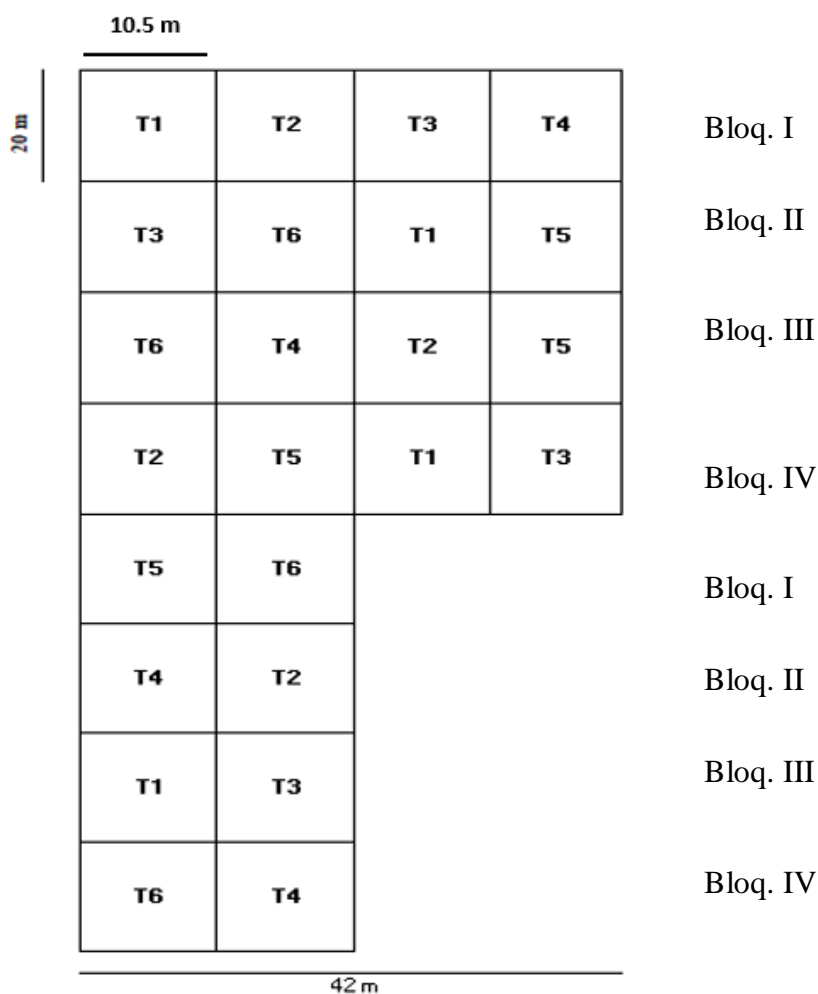 10.5 m
20 m
T1 T2 T3 T4 Bloq. I
T3 T6 T1 T5 Bloq. II
T6 T4 T2 T5 Bloq. III
T2 T5 T1 T3 Bloq. IV
T5 T6 Bloq. I
T4 T2 Bloq. II
T1 T3 Bloq. III
T6 T4 Bloq. IV
42 m